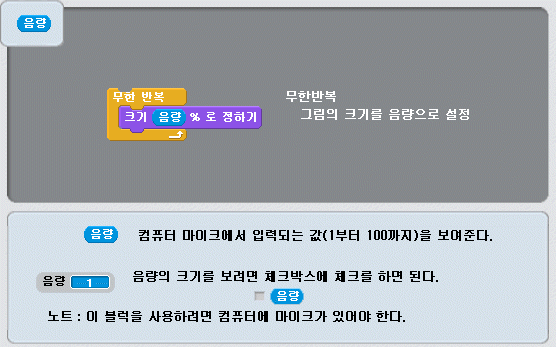 음량
무한 반복
크기 음량 % 로 정하기
무한반복
그림의 크기를 음량으로 설정
음량 컴퓨터 마이크에서 입력되는 값(1부터 100까지)을 보여준다.
음량 1
음량의 크기를 보려면 체크박스에 체크를 하면 된다.
음량
노트 : 이 블럭을 사용하려면 컴퓨터에 마이크가 있어야 한다.